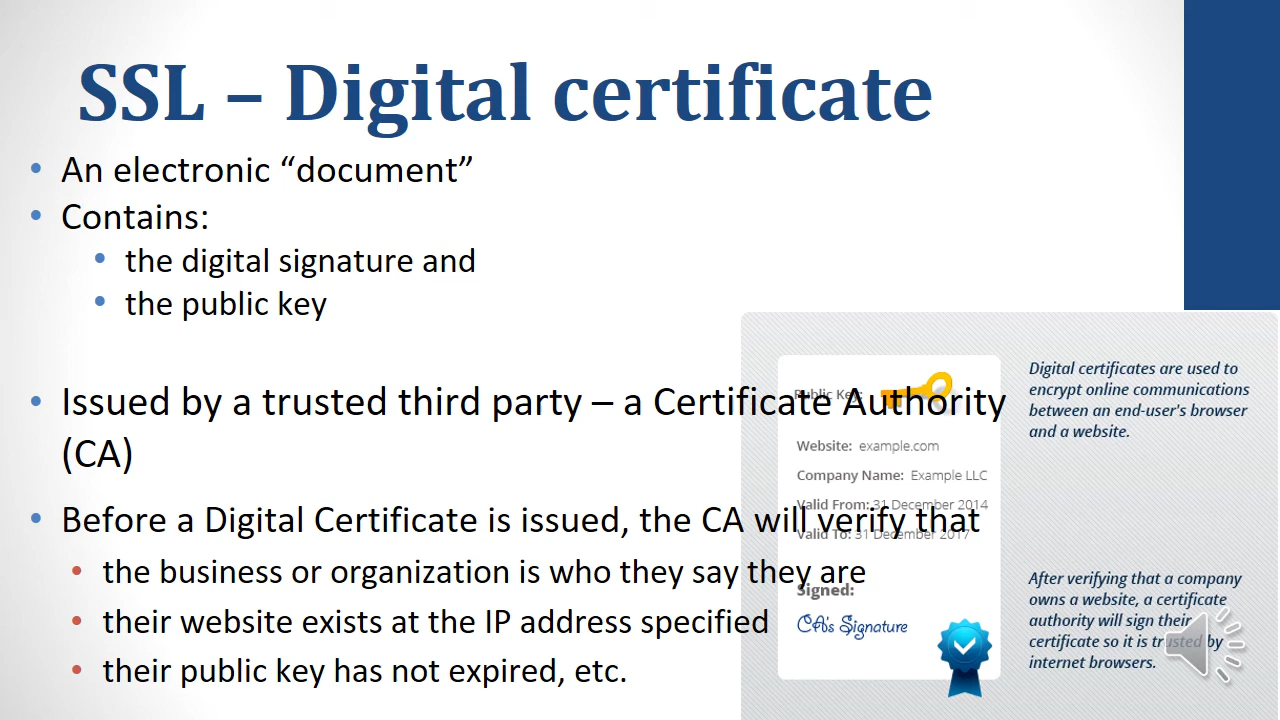 SSL – Digital certificate
An electronic “document”
Contains:
the digital signature and
the public key
Issued by a trusted third party – a Certificate Authority
(CA)
Before a Digital Certificate is issued, the CA will verify that
the business or organization is who they say they are
their website exists at the IP address specified
their public key has not expired, etc.
Public Key:
Website: example.com
Company Name: Example LLC
Valid From: 31 December 2014
Valid To: 31 December 2017
Signed:
CA's Signature
Digital certificates are used to
encrypt online communications
between an end-user's browser
and a website.
After verifying that a company
owns a website, a certificate
authority will sign their
certificate so it is trusted by
internet browsers.